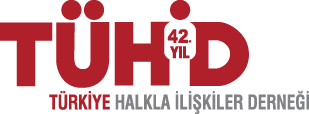 TÜHİD
42.
YIL
TÜRKİYE HALKLA İLİŞKİLER DERNEĞİ